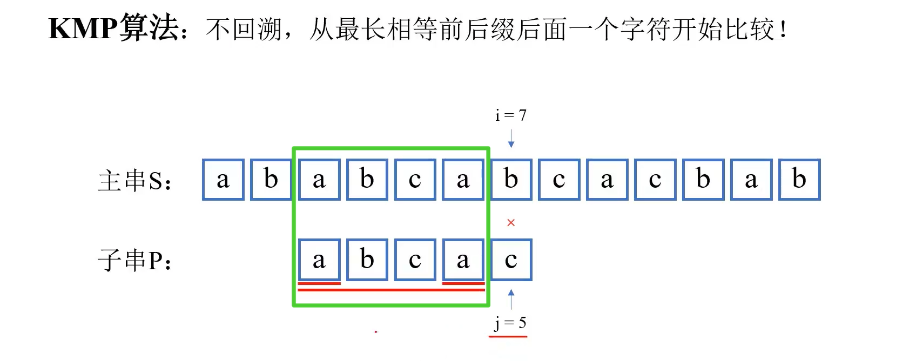 KMP算法：不回溯，从最长相等前后缀后面一个字符开始比较！
i = 7
主串S： a b a b c a b c a c b a b
×
子串P： a b c a c
j = 5